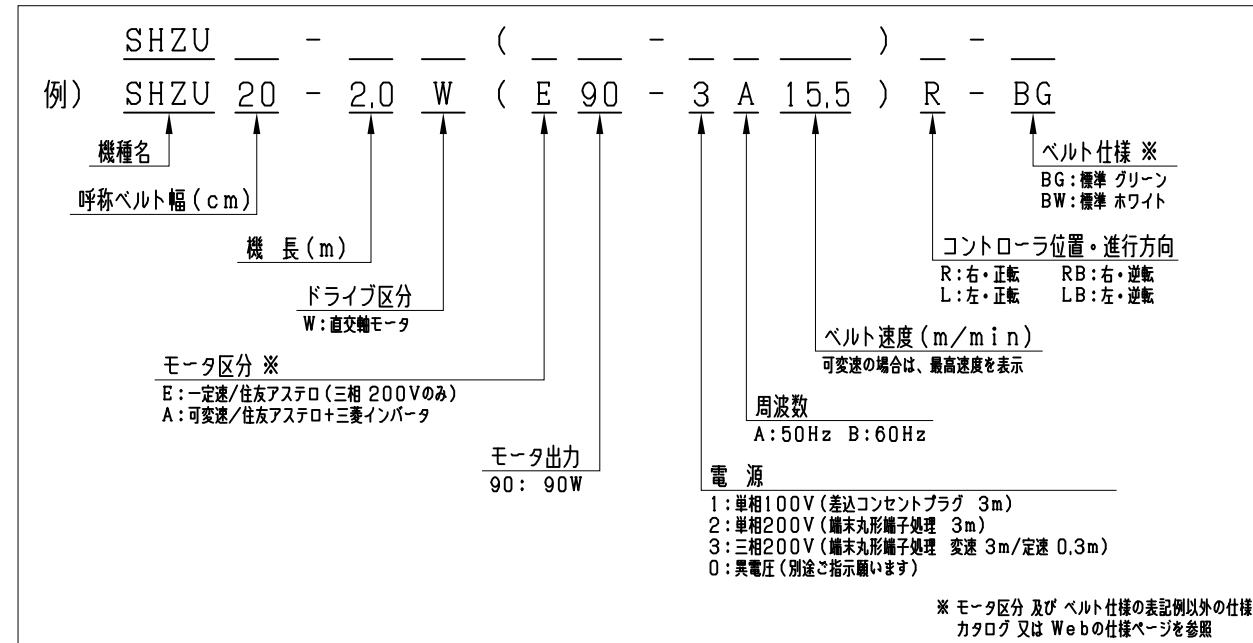 SHZU - ( - ) -
例) SHZU 20 - 2.0 W ( E 90 - 3 A 15.5 ) R - BG
機種名
呼称ベルト幅(cm)
機 長(m)
ドライブ区分
W:直交軸モータ
モータ区分 ※
E:一定速/住友アステロ(三相 200Vのみ)
A:可変速/住友アステロ+三菱インバータ
モータ出力
90: 90W
電 源
1:単相100V(差込コンセントプラグ 3m)
2:単相200V(端末丸形端子処理 3m)
3:三相200V(端末丸形端子処理 変速 3m/定速 0.3m)
0:異電圧(別途ご指示願います)
周波数
A:50Hz B:60Hz
ベルト速度(m/min)
可変速の場合は、最高速度を表示
コントローラ位置・進行方向
R:右・正転 RB:右・逆転
L:左・正転 LB:左・逆転
ベルト仕様 ※
BG:標準 グリーン
BW:標準 ホワイト
※ モータ区分 及び ベルト仕様の表記例以外の仕様
カタログ 又は Webの仕様ページを参照